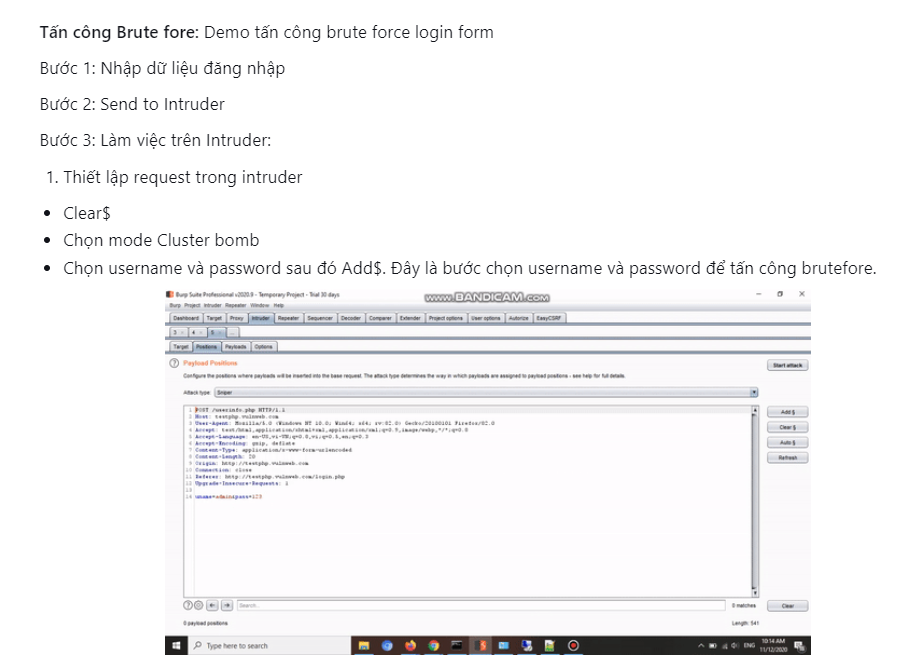 Tấn công Brute fore: Demo tấn công brute force login form
Bước 1: Nhập dữ liệu đăng nhập
Bước 2: Send to Intruder
Bước 3: Làm việc trên Intruder:
1. Thiết lập request trong intruder
• Clear$
• Chọn mode Cluster bomb
• Chọn username và password sau đó Add$. Đây là bước chọn username và password để tấn công brutefore.
Burp Suite Professional v2020.9 - Temporary Project - Trial 30 days
www.BANDICAM.com
Burp Project Intruder Repeater Window Help
Dashboard Target Proxy Intruder Repeater Sequencer Decoder Comparer Extender Project options User options Autorize EasyCSRF
3 × 4 × 5 × ...
Target Positions Payloads Options
? Payload Positions
Start attack
Configure the positions where payloads will be inserted into the base request. The attack type determines the way in which payloads are assigned to payload positions - see help for full details.
Attack type: Sniper
1 POST /userinfo.php HTTP/1.1
2 Host: testphp.vulnweb.com
3 User-Agent: Mozilla/5.0 (Windows NT 10.0; Win64; x64; rv:82.0) Gecko/20100101 Firefox/82.0
4 Accept: text/html,application/xhtml+xml,application/xml;q=0.9,image/webp,*/*;q=0.8
5 Accept-Language: en-US,vi-VN;q=0.8,vi;q=0.5,en;q=0.3
6 Accept-Encoding: gzip, deflate
7 Content-Type: application/x-www-form-urlencoded
8 Content-Length: 20
9 Origin: http://testphp.vulnweb.com
10 Connection: close
11 Referer: http://testphp.vulnweb.com/login.php
12 Upgrade-Insecure-Requests: 1
13
14 uname=admin&pass=123
Add §
Clear §
Auto §
Refresh
Search...
0 matches
Clear
0 payload positions
Length: 541
Type here to search
ENG
10:14 AM
11/12/2020